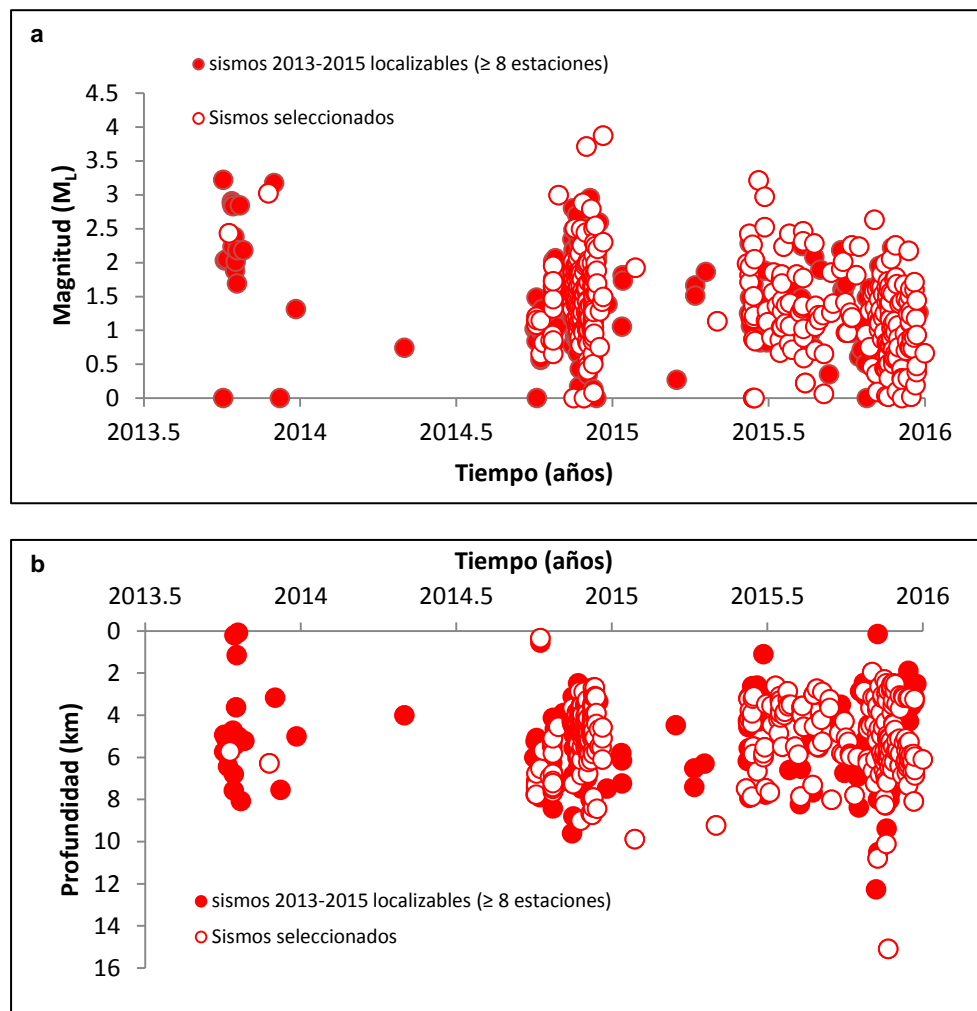 a
sismos 2013-2015 localizables (≥ 8 estaciones)
Sismos seleccionados
4.5
4
3.5
3
2.5
2
1.5
1
0.5
0
Magnitud (ML)
2013.5 2014 2014.5 2015 2015.5 2016
Tiempo (años)
b
Tiempo (años)
2013.5 2014 2014.5 2015 2015.5 2016
0
2
4
6
8
10
12
14
16
Profundidad (km)
sismos 2013-2015 localizables (≥ 8 estaciones)
Sismos seleccionados